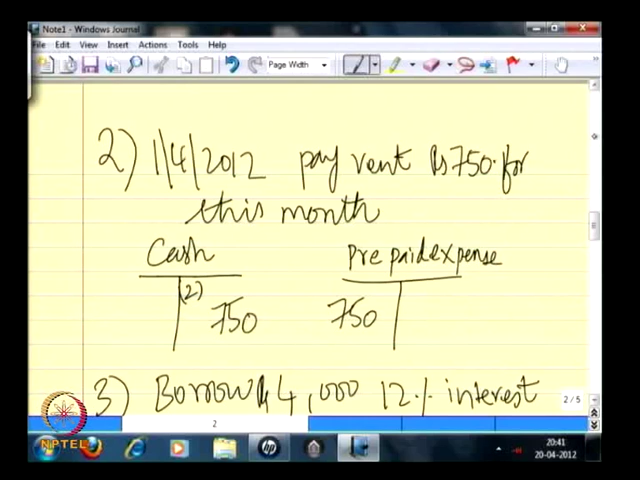 Note1 - Windows Journal
File Edit View Insert Actions Tools Help
Page Width
2) 1/4/2012 pay rent Rs 750. for
this month
Cash Prepaid expense
(2) 750 750
3) Borrow Rs 4,000 12% interest
2 / 5
2
NPTEL
20:41
20-04-2012